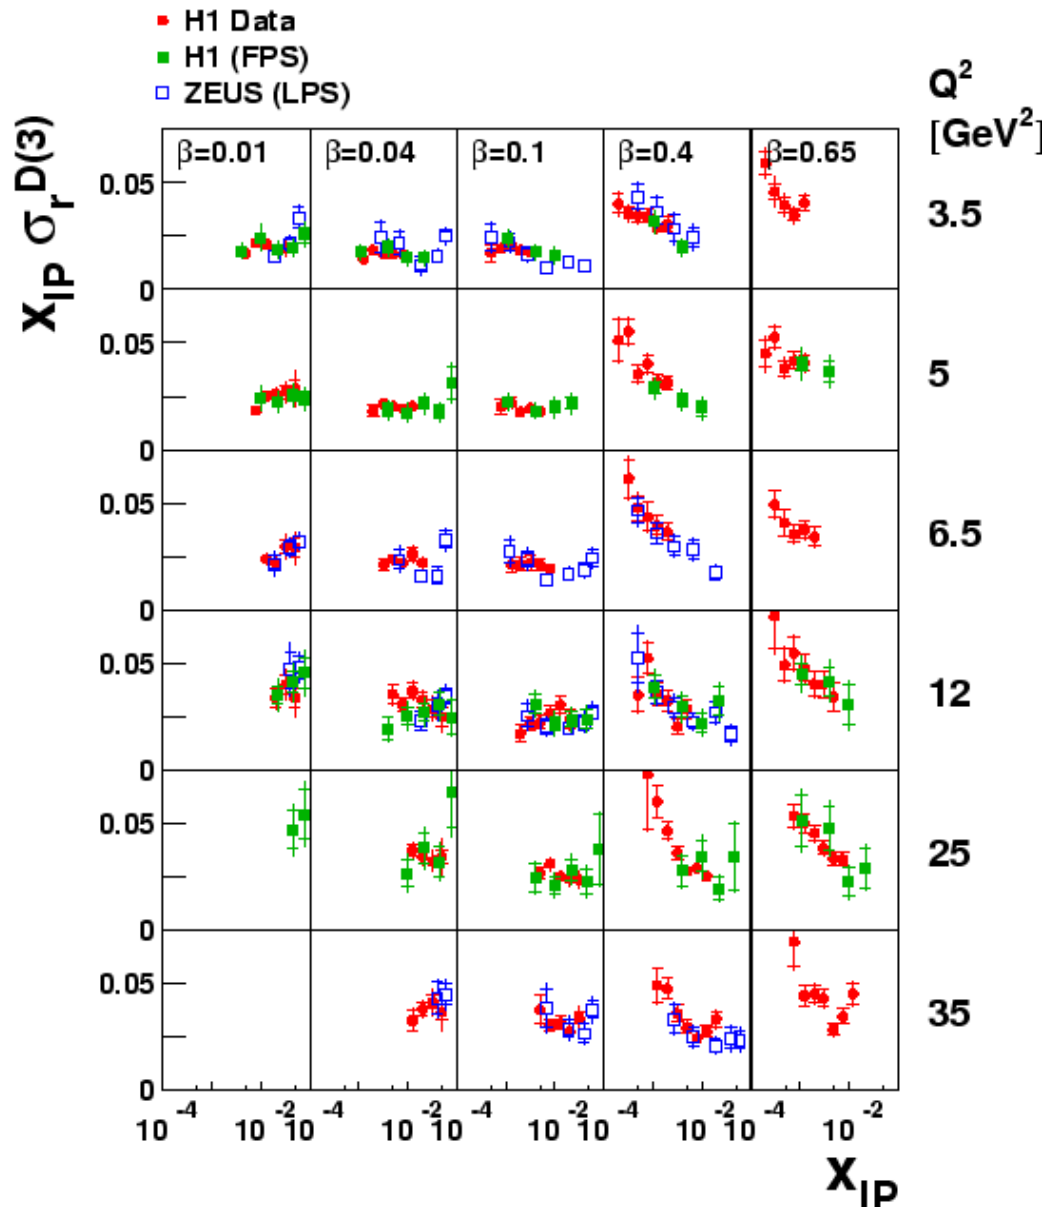 H1 Data
H1 (FPS)
ZEUS (LPS)
Q²
[GeV²]
x_IP σ_r^D(3)
β=0.01 β=0.04 β=0.1 β=0.4 β=0.65
0.05
0
3.5
0.05
0
5
0.05
0
6.5
0.05
0
12
0.05
0
25
0.05
0
35
10^-4 10^-2 10^-4 10^-2 10^-4 10^-2 10^-4 10^-2 10^-4 10^-2
x_IP